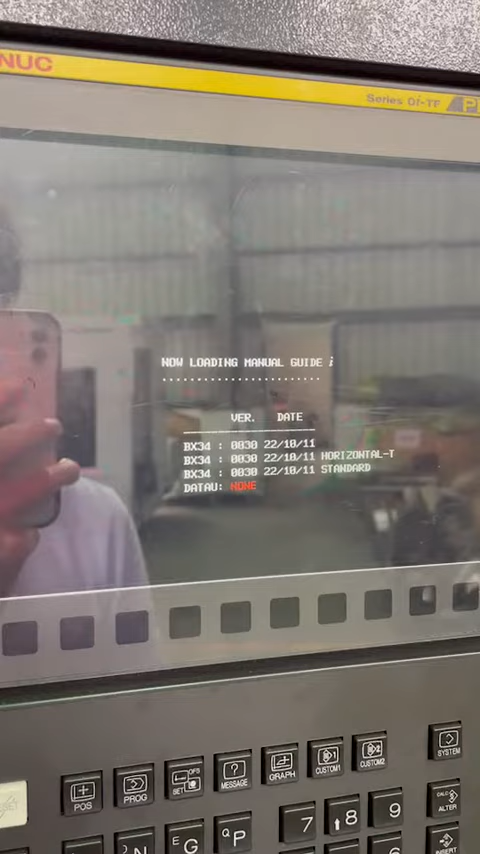 NUC
Series 0i-TF
NOW LOADING MANUAL GUIDE i
........................
VER. DATE
BX34 : 0030 22/10/11
BX34 : 0030 22/10/11 HORIZONTAL-T
BX34 : 0030 22/10/11 STANDARD
DATAU: NONE
POS
PROG
OFS
SET
MESSAGE
GRAPH
CUSTOM1
CUSTOM2
SYSTEM
7
8
9
ALTER
E G
Q P
INSERT